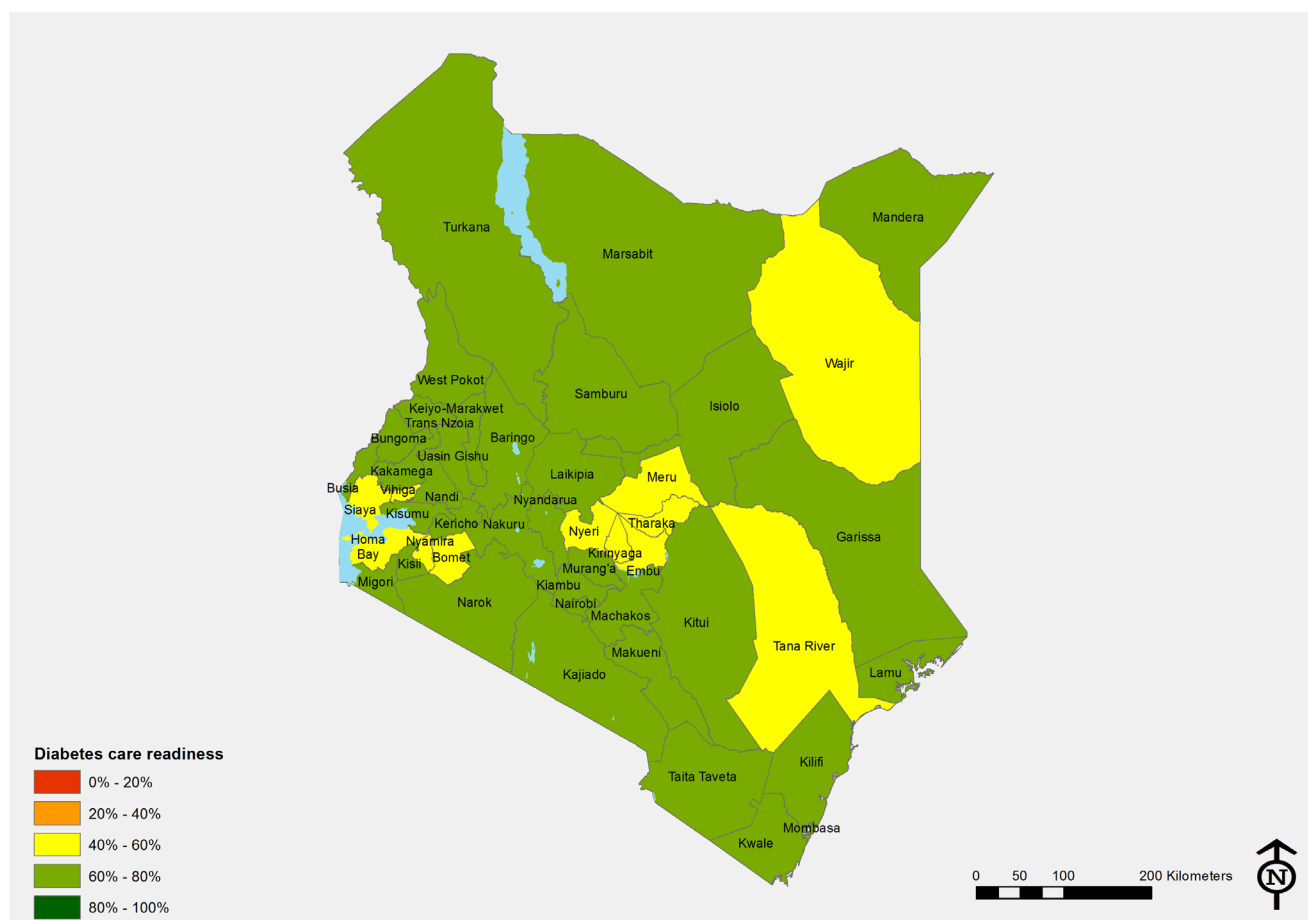 Turkana
Marsabit
Mandera
Wajir
West Pokot
Samburu
Isiolo
Keiyo-Marakwet
Trans Nzoia
Bungoma
Baringo
Uasin Gishu
Kakamega
Laikipia
Meru
Busia
Vihiga
Nandi
Nyandarua
Siaya
Kisumu
Kericho
Nakuru
Nyeri
Tharaka
Garissa
Homa
Bay
Nyamira
Bomet
Kisii
Kirinyaga
Murang'a
Embu
Migori
Kiambu
Narok
Nairobi
Machakos
Kitui
Makueni
Tana River
Kajiado
Lamu
Taita Taveta
Kilifi
Mombasa
Kwale
Diabetes care readiness
0% - 20%
20% - 40%
40% - 60%
60% - 80%
80% - 100%
0 50 100 200 Kilometers
N